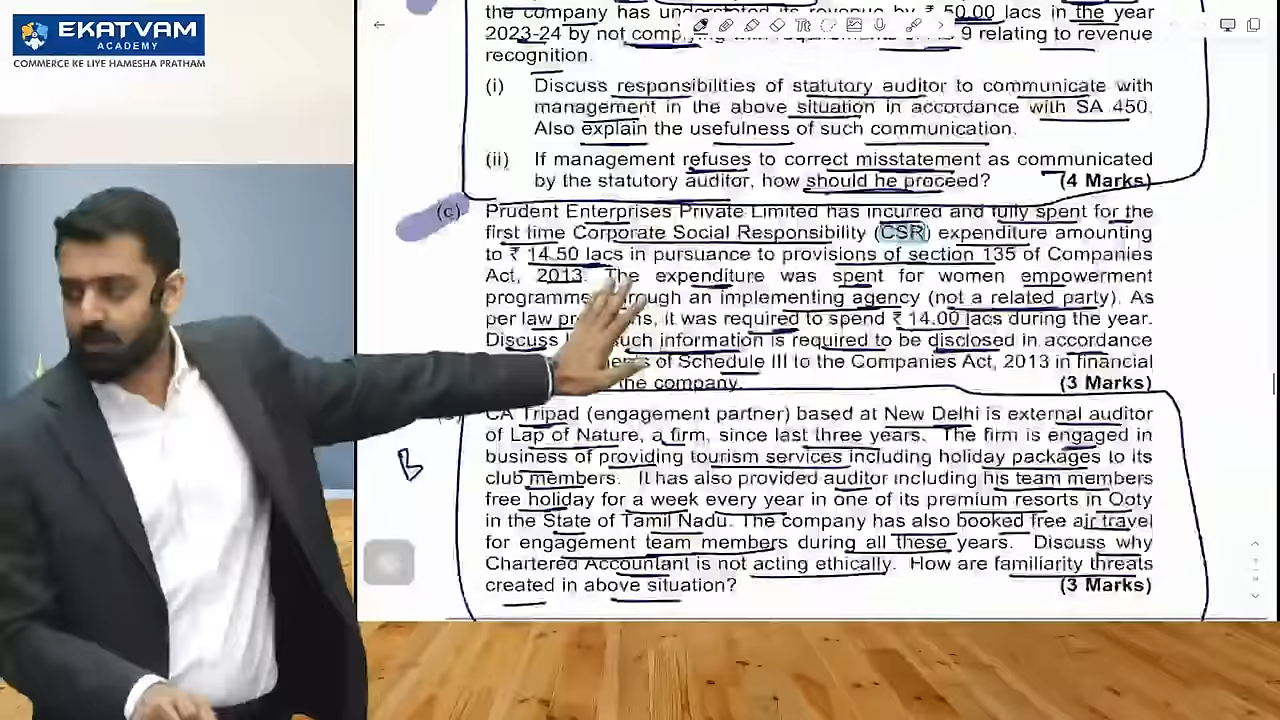 EKATVAM
ACADEMY
COMMERCE KE LIYE HAMESHA PRATHAM
the company has understated its revenue by ₹ 50.00 lacs in the year
2023-24 by not complying with requirements 9 relating to revenue
recognition.
(i) Discuss responsibilities of statutory auditor to communicate with
management in the above situation in accordance with SA 450.
Also explain the usefulness of such communication.
(ii) If management refuses to correct misstatement as communicated
by the statutory auditor, how should he proceed? (4 Marks)
(c) Prudent Enterprises Private Limited has incurred and fully spent for the
first time Corporate Social Responsibility (CSR) expenditure amounting
to ₹ 14.50 lacs in pursuance to provisions of section 135 of Companies
Act, 2013. The expenditure was spent for women empowerment
programme through an implementing agency (not a related party). As
per law it was required to spend ₹ 14.00 lacs during the year.
Discuss such information is required to be disclosed in accordance
of Schedule III to the Companies Act, 2013 in financial
the company. (3 Marks)
CA Tripad (engagement partner) based at New Delhi is external auditor
of Lap of Nature, a firm, since last three years. The firm is engaged in
B business of providing tourism services including holiday packages to its
club members. It has also provided auditor including his team members
free holiday for a week every year in one of its premium resorts in Ooty
in the State of Tamil Nadu. The company has also booked free air travel
for engagement team members during all these years. Discuss why
Chartered Accountant is not acting ethically. How are familiarity threats
created in above situation? (3 Marks)